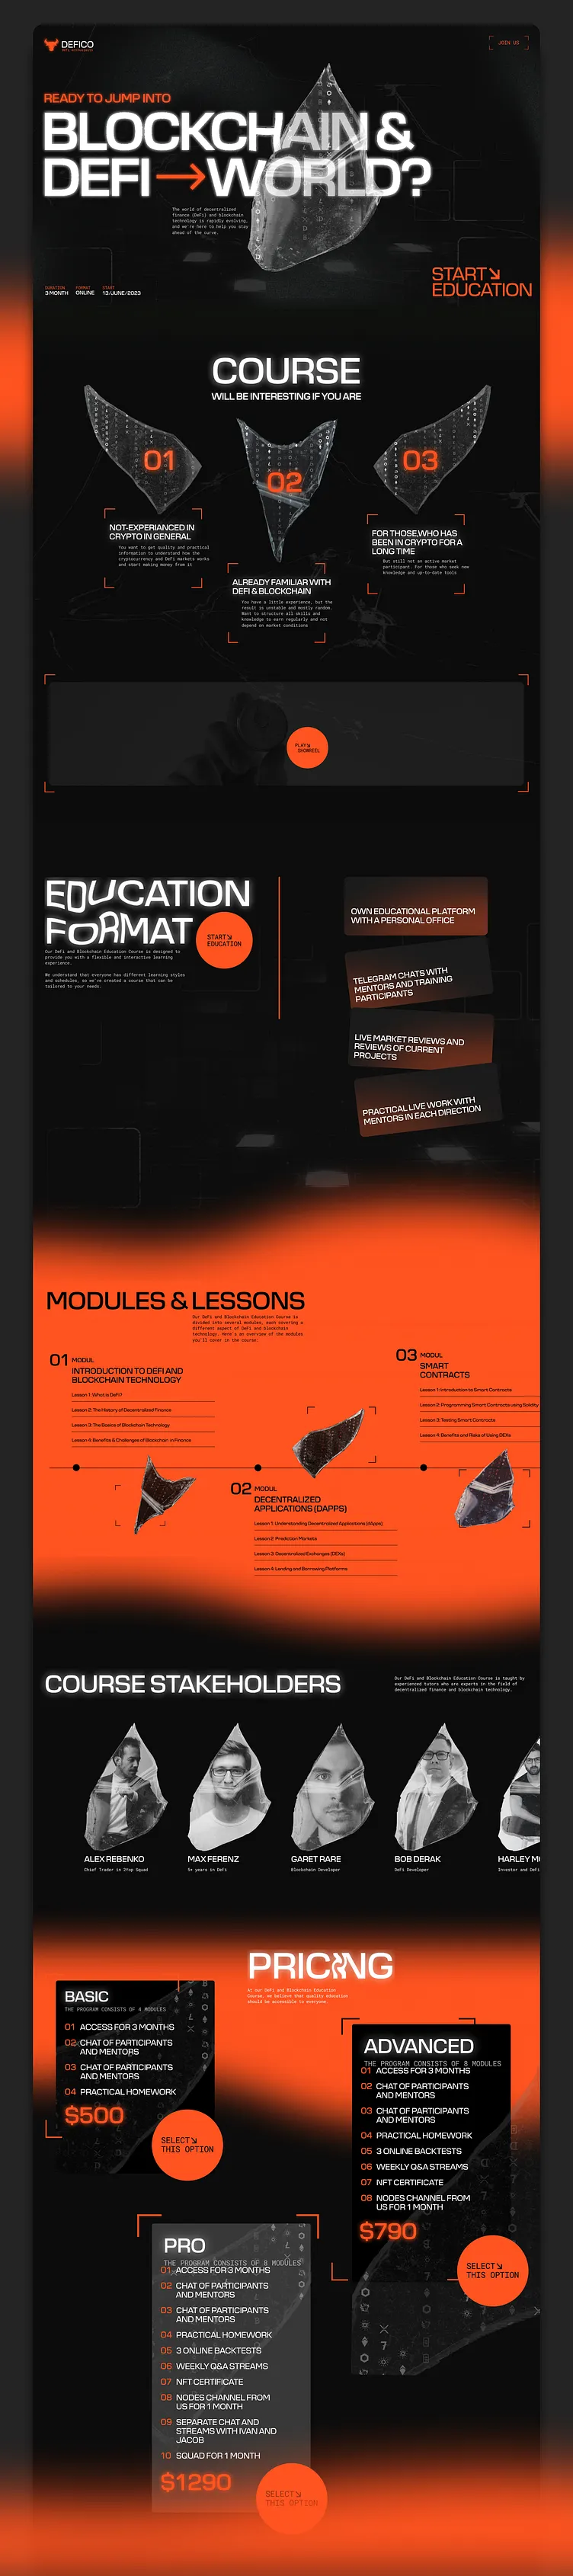 DEFICO
JOIN US
READY TO JUMP INTO
BLOCKCHAIN &
DEFI → WORLD?
The world of decentralized
finance (DeFi) and blockchain
technology is rapidly evolving,
and we're here to help you stay
ahead of the curve.
DURATION
3 MONTH
FORMAT
ONLINE
START
13/JUNE/2023
START↘
EDUCATION
COURSE
WILL BE INTERESTING IF YOU ARE
01
NOT-EXPERIANCED IN
CRYPTO IN GENERAL
You want to get quality and practical
information to understand how the
cryptocurrency and DeFi markets works
and start making money from it
02
ALREADY FAMILIAR WITH
DEFI & BLOCKCHAIN
You have a little experience, but the
result is unstable and mostly random.
Want to structure all skills and
knowledge to earn regularly and not
depend on market conditions
03
FOR THOSE,WHO HAS
BEEN IN CRYPTO FOR A
LONG TIME
But still not an active market
participant. For those who seek new
knowledge and up-to-date tools
PLAY↘
SHOWREEL
EDUCATION
FORMAT
Our DeFi and Blockchain Education Course is designed to
provide you with a flexible and interactive learning
experience.
We understand that everyone has different learning styles
and schedules, so we've created a course that can be
tailored to your needs.
START↘
EDUCATION
OWN EDUCATIONAL PLATFORM
WITH A PERSONAL OFFICE
TELEGRAM CHATS WITH
MENTORS AND TRAINING
PARTICIPANTS
LIVE MARKET REVIEWS AND
REVIEWS OF CURRENT
PROJECTS
PRACTICAL LIVE WORK WITH
MENTORS IN EACH DIRECTION
MODULES & LESSONS
Our DeFi and Blockchain Education Course is
divided into several modules, each covering a
different aspect of DeFi and blockchain
technology. Here's an overview of the modules
you'll cover in the course:
01 MODUL
INTRODUCTION TO DEFI AND
BLOCKCHAIN TECHNOLOGY
Lesson 1: What is DeFi?
Lesson 2: The History of Decentralized Finance
Lesson 3: The Basics of Blockchain Technology
Lesson 4: Benefits & Challenges of Blockchain in Finance
02 MODUL
DECENTRALIZED
APPLICATIONS (DAPPS)
Lesson 1: Understanding Decentralized Applications (dApps)
Lesson 2: Prediction Markets
Lesson 3: Decentralized Exchanges (DEXs)
Lesson 4: Lending and Borrowing Platforms
03 MODUL
SMART
CONTRACTS
Lesson 1: Introduction to Smart Contracts
Lesson 2: Programming Smart Contracts using Solidity
Lesson 3: Testing Smart Contracts
Lesson 4: Benefits and Risks of Using DEXs
COURSE STAKEHOLDERS
Our DeFi and Blockchain Education Course is taught by
experienced tutors who are experts in the field of
decentralized finance and blockchain technology.
ALEX REBENKO
Chief Trader in 2Top Squad
MAX FERENZ
5+ years in DeFi
GARET RARE
Blockchain Developer
BOB DERAK
DeFi Developer
HARLEY
Investor and DeFi
PRICING
At our DeFi and Blockchain Education
Course, we believe that quality education
should be accessible to everyone.
BASIC
THE PROGRAM CONSISTS OF 4 MODULES
01 ACCESS FOR 3 MONTHS
02 CHAT OF PARTICIPANTS
AND MENTORS
03 CHAT OF PARTICIPANTS
AND MENTORS
04 PRACTICAL HOMEWORK
$500
SELECT↘
THIS OPTION
ADVANCED
THE PROGRAM CONSISTS OF 8 MODULES
01 ACCESS FOR 3 MONTHS
02 CHAT OF PARTICIPANTS
AND MENTORS
03 CHAT OF PARTICIPANTS
AND MENTORS
04 PRACTICAL HOMEWORK
05 3 ONLINE BACKTESTS
06 WEEKLY Q&A STREAMS
07 NFT CERTIFICATE
08 NODES CHANNEL FROM
US FOR 1 MONTH
$790
SELECT↘
THIS OPTION
PRO
THE PROGRAM CONSISTS OF 8 MODULES
01 ACCESS FOR 3 MONTHS
02 CHAT OF PARTICIPANTS
AND MENTORS
03 CHAT OF PARTICIPANTS
AND MENTORS
04 PRACTICAL HOMEWORK
05 3 ONLINE BACKTESTS
06 WEEKLY Q&A STREAMS
07 NFT CERTIFICATE
08 NODES CHANNEL FROM
US FOR 1 MONTH
09 SEPARATE CHAT AND
STREAMS WITH IVAN AND
JACOB
10 SQUAD FOR 1 MONTH
$1290
SELECT↘
THIS OPTION